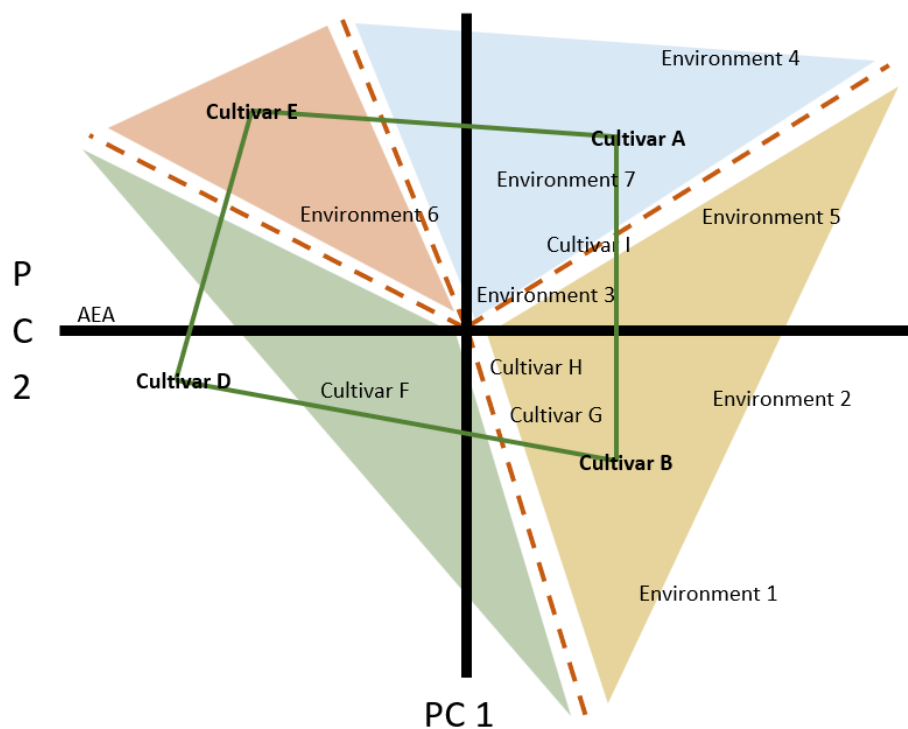 Environment 4
Cultivar E
Cultivar A
Environment 7
Environment 6
Environment 5
Cultivar I
P
Environment 3
AEA
C
Cultivar H
2
Cultivar D
Cultivar F
Environment 2
Cultivar G
Cultivar B
Environment 1
PC 1